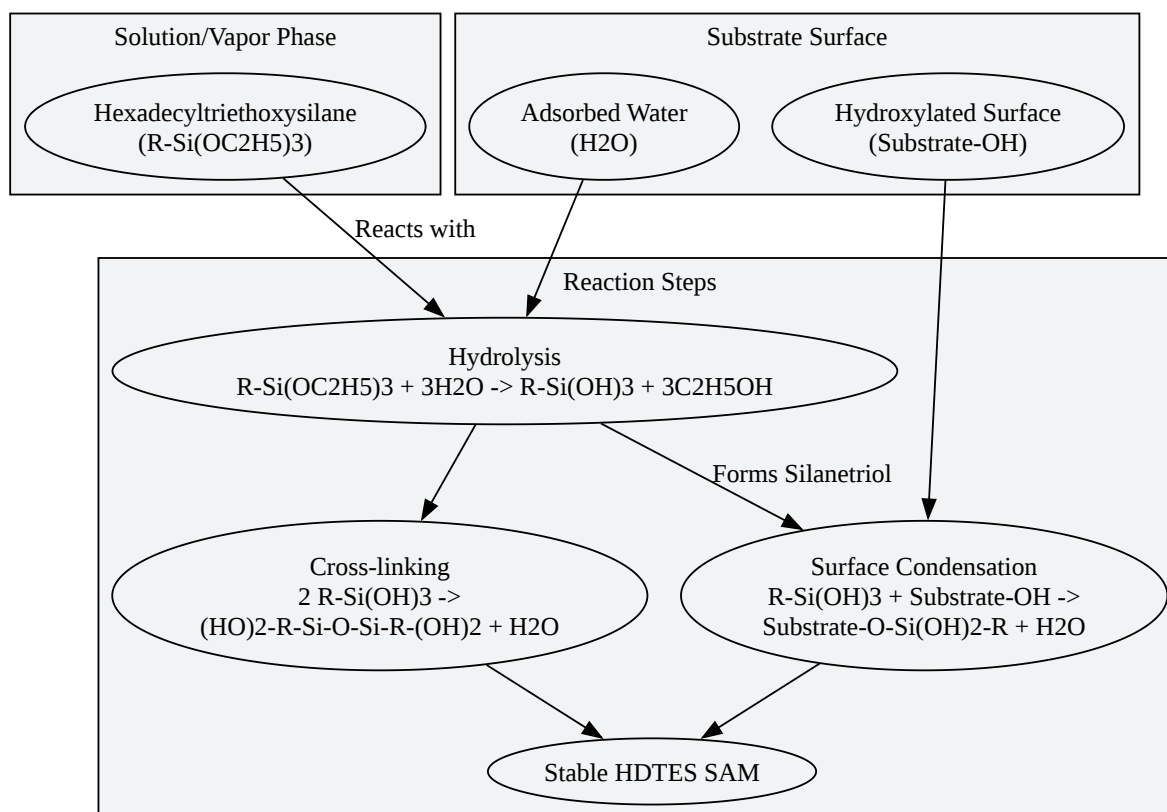 Solution/Vapor Phase
Substrate Surface
Hexadecyltriethoxysilane
(R-Si(OC2H5)3)
Adsorbed Water
(H2O)
Hydroxylated Surface
(Substrate-OH)
Reacts with
Reaction Steps
Hydrolysis
R-Si(OC2H5)3 + 3H2O -> R-Si(OH)3 + 3C2H5OH
Forms Silanetriol
Cross-linking
2 R-Si(OH)3 ->
(HO)2-R-Si-O-Si-R-(OH)2 + H2O
Surface Condensation
R-Si(OH)3 + Substrate-OH ->
Substrate-O-Si(OH)2-R + H2O
Stable HDTES SAM